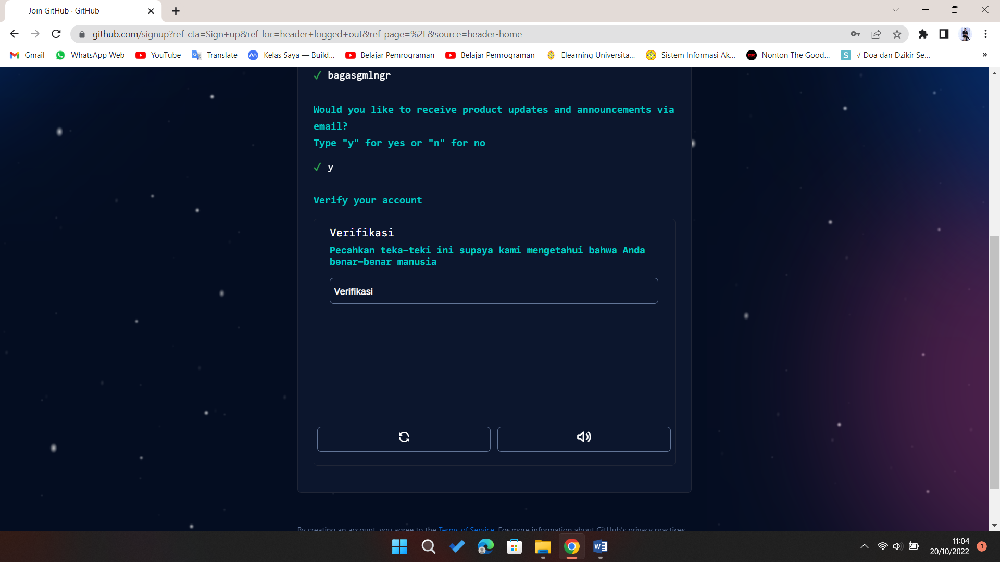 Join GitHub · GitHub
github.com/signup?ref_cta=Sign+up&ref_loc=header+logged+out&ref_page=%2F&source=header-home
Gmail
WhatsApp Web
YouTube
Translate
Kelas Saya — Build...
Belajar Pemrograman
Belajar Pemrograman
Elearning Universita...
Sistem Informasi Ak...
Nonton The Good...
S
√ Doa dan Dzikir Se...
»
✓ bagasgmlngr
Would you like to receive product updates and announcements via
email?
Type "y" for yes or "n" for no
✓ y
Verify your account
Verifikasi
Pecahkan teka-teki ini supaya kami mengetahui bahwa Anda
benar-benar manusia
Verifikasi
By creating an account, you agree to the Terms of Service. For more information about GitHub's privacy practices,
11:04
20/10/2022
1